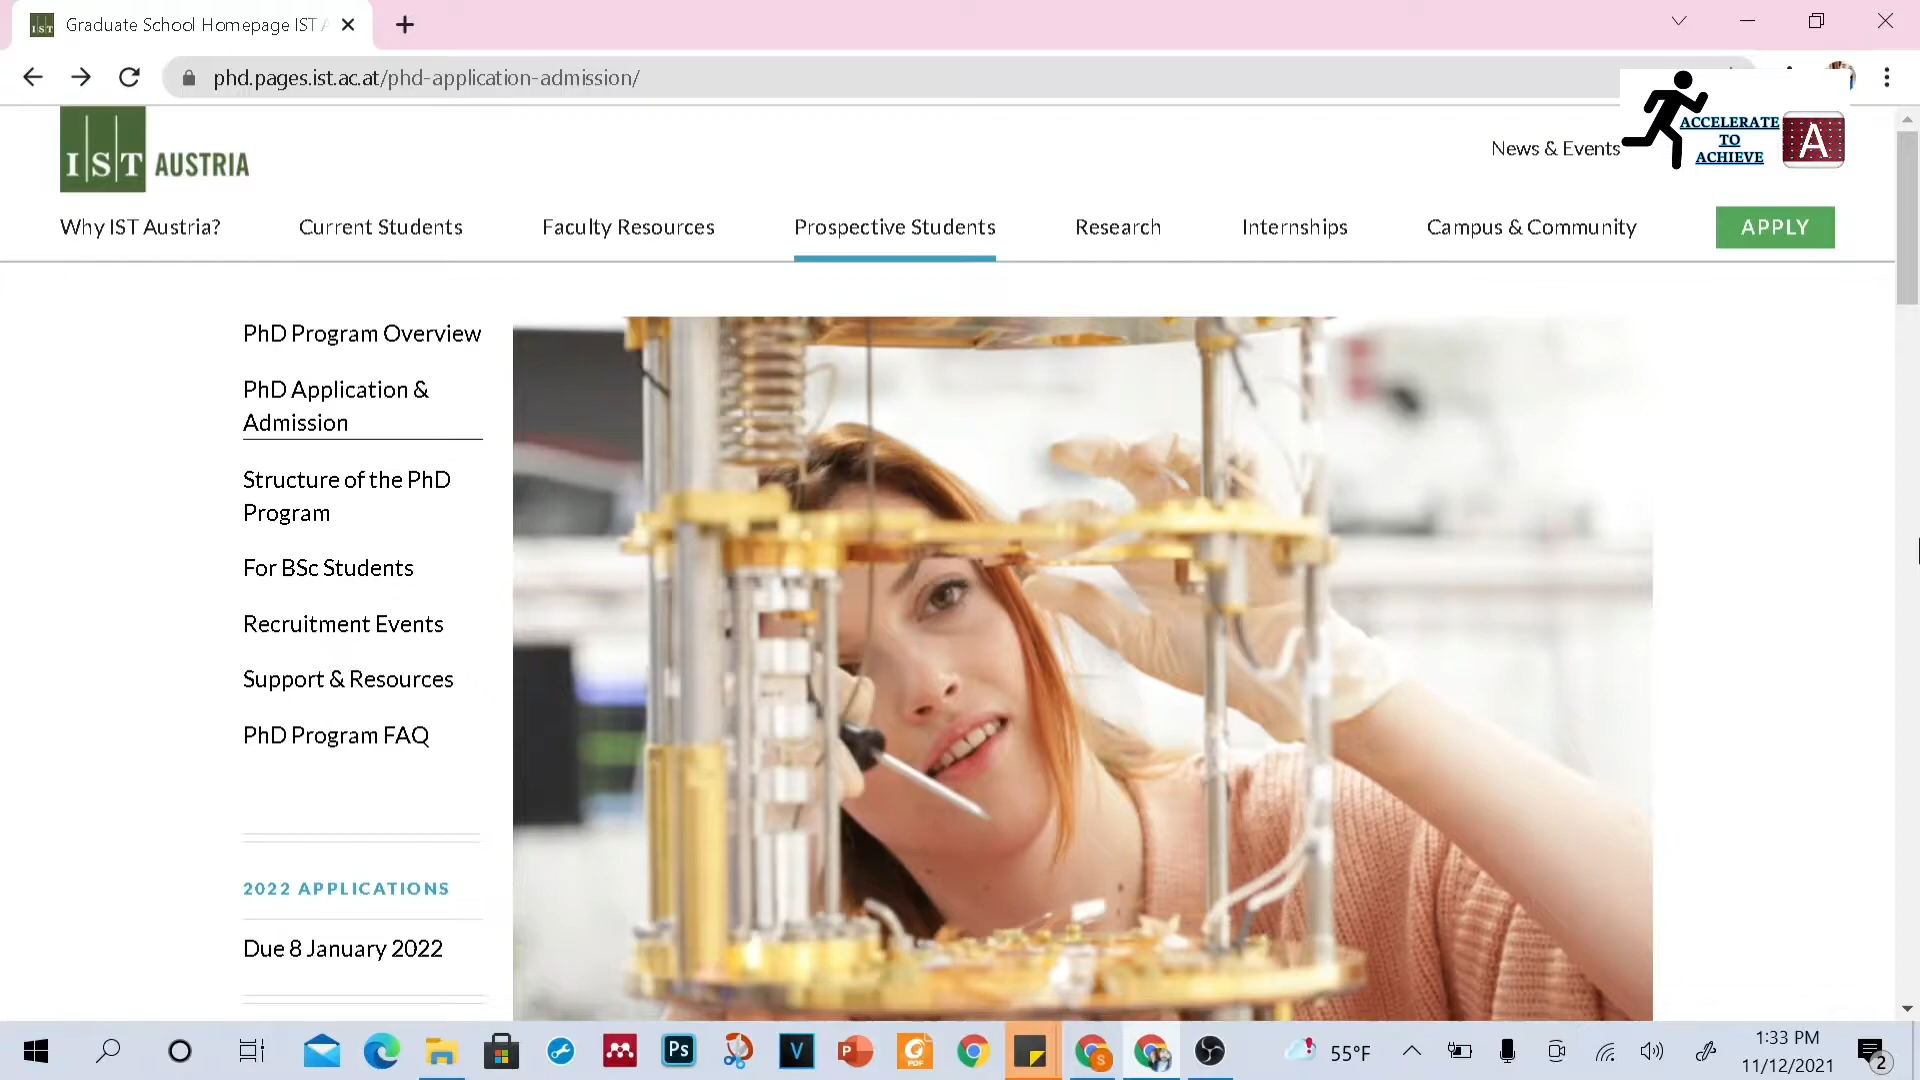 Graduate School Homepage IST A
phd.pages.ist.ac.at/phd-application-admission/
IST AUSTRIA
News & Events
ACCELERATE
TO
ACHIEVE
A
Why IST Austria?
Current Students
Faculty Resources
Prospective Students
Research
Internships
Campus & Community
APPLY
PhD Program Overview
PhD Application &
Admission
Structure of the PhD
Program
For BSc Students
Recruitment Events
Support & Resources
PhD Program FAQ
2022 APPLICATIONS
Due 8 January 2022
Ps
V
P
PDF
S
55°F
1:33 PM
11/12/2021
2